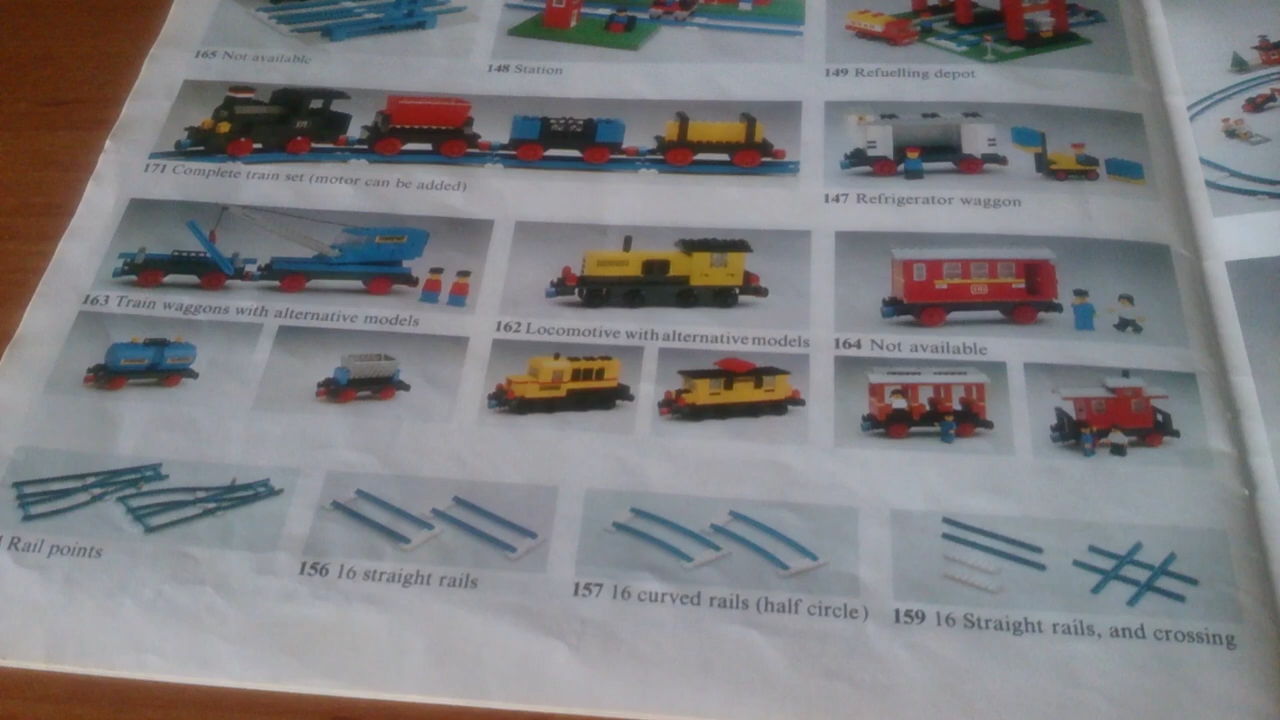 165 Not available
148 Station
149 Refuelling depot
171 Complete train set (motor can be added)
147 Refrigerator waggon
163 Train waggons with alternative models
162 Locomotive with alternative models
164 Not available
Rail points
156 16 straight rails
157 16 curved rails (half circle)
159 16 Straight rails, and crossing